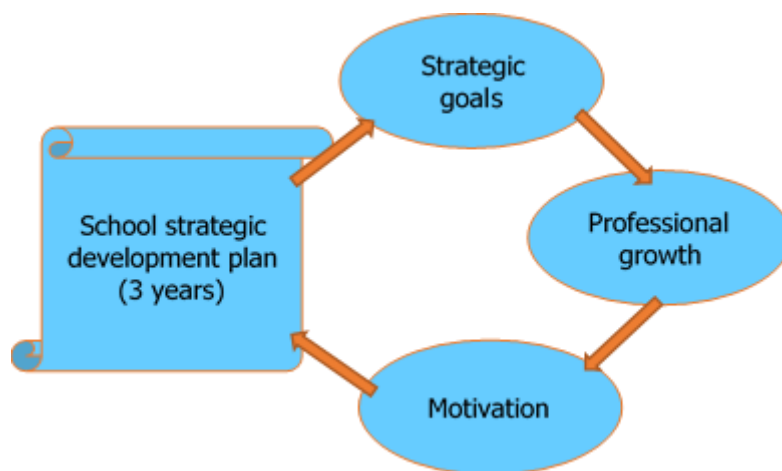 Strategic
goals
School strategic
development plan
(3 years)
Professional
growth
Motivation